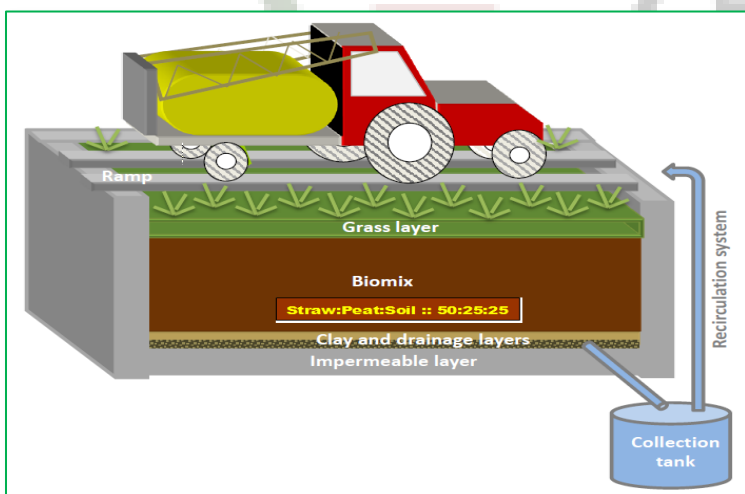 Ramp
Grass layer
Biomix
Straw:Peat:Soil :: 50:25:25
Clay and drainage layers
Impermeable layer
Recirculation system
Collection
tank